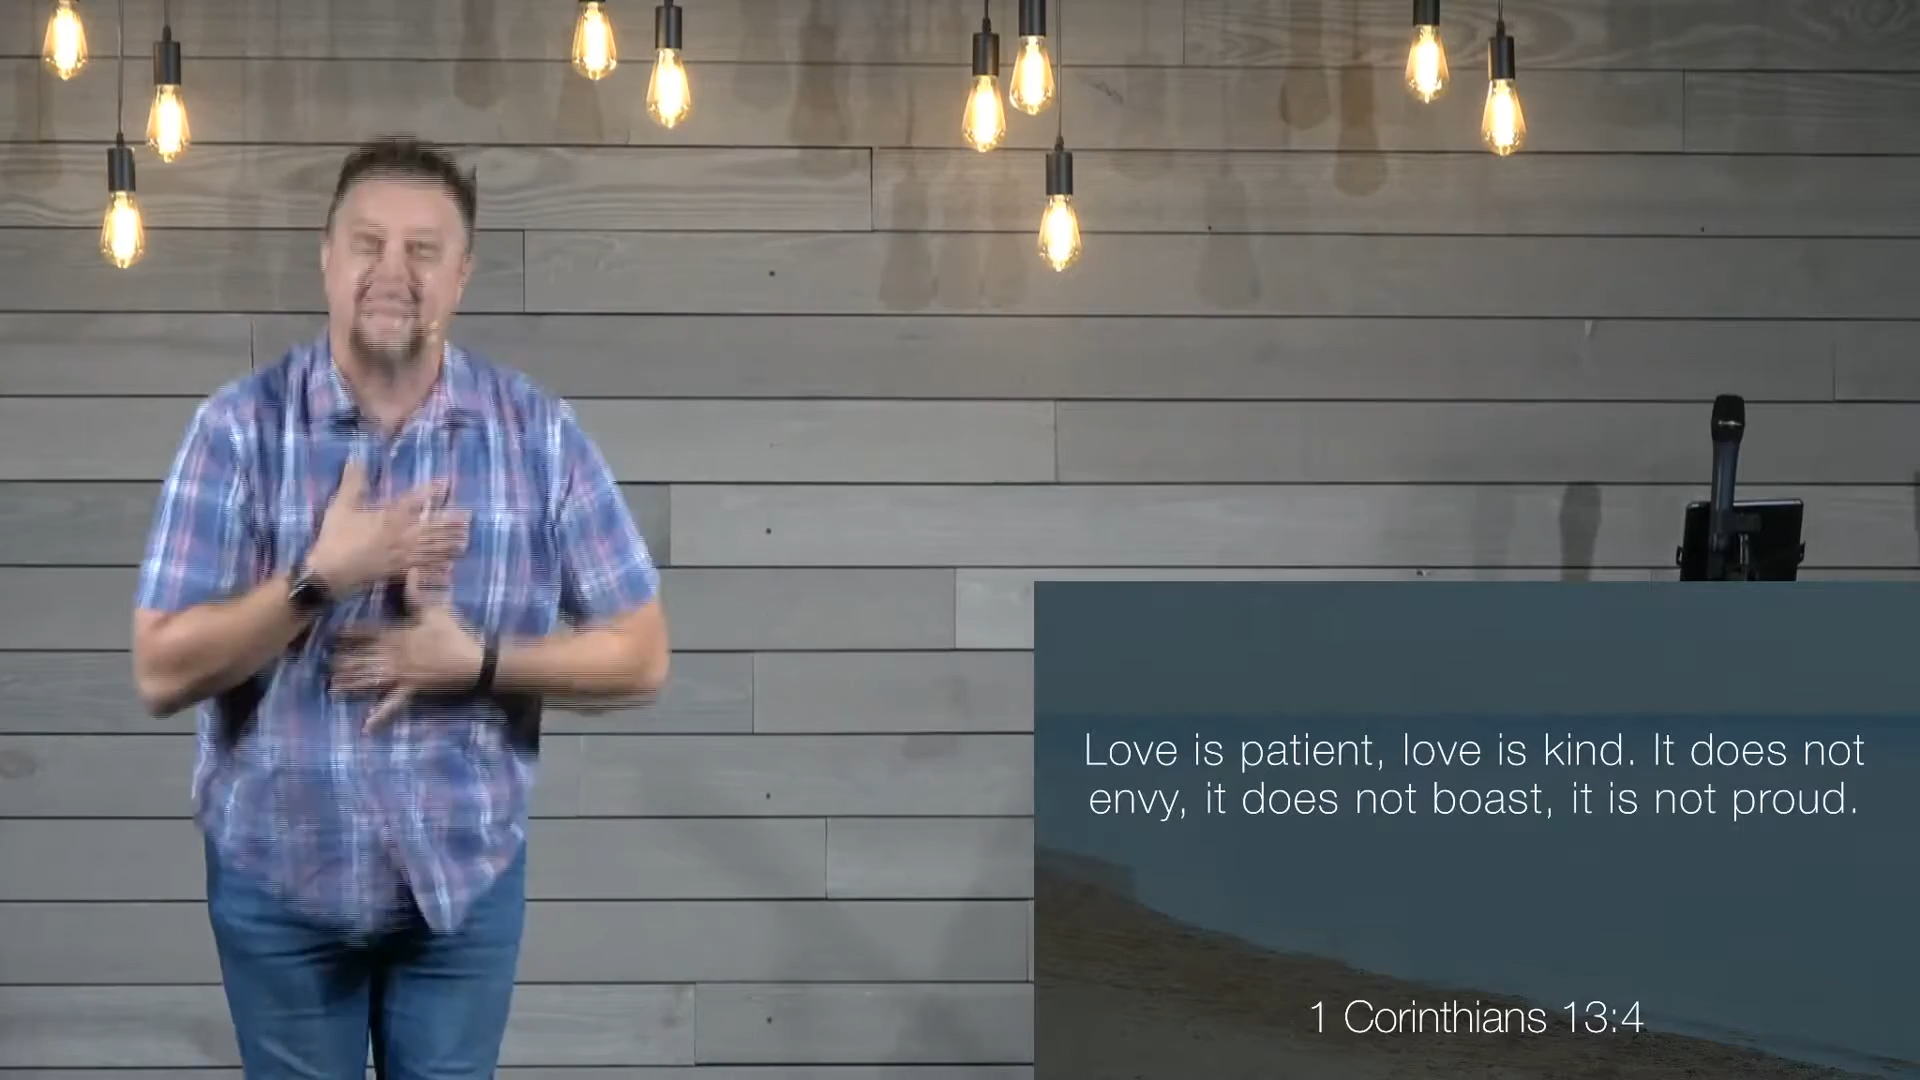 Love is patient, love is kind. It does not
envy, it does not boast, it is not proud.
1 Corinthians 13:4